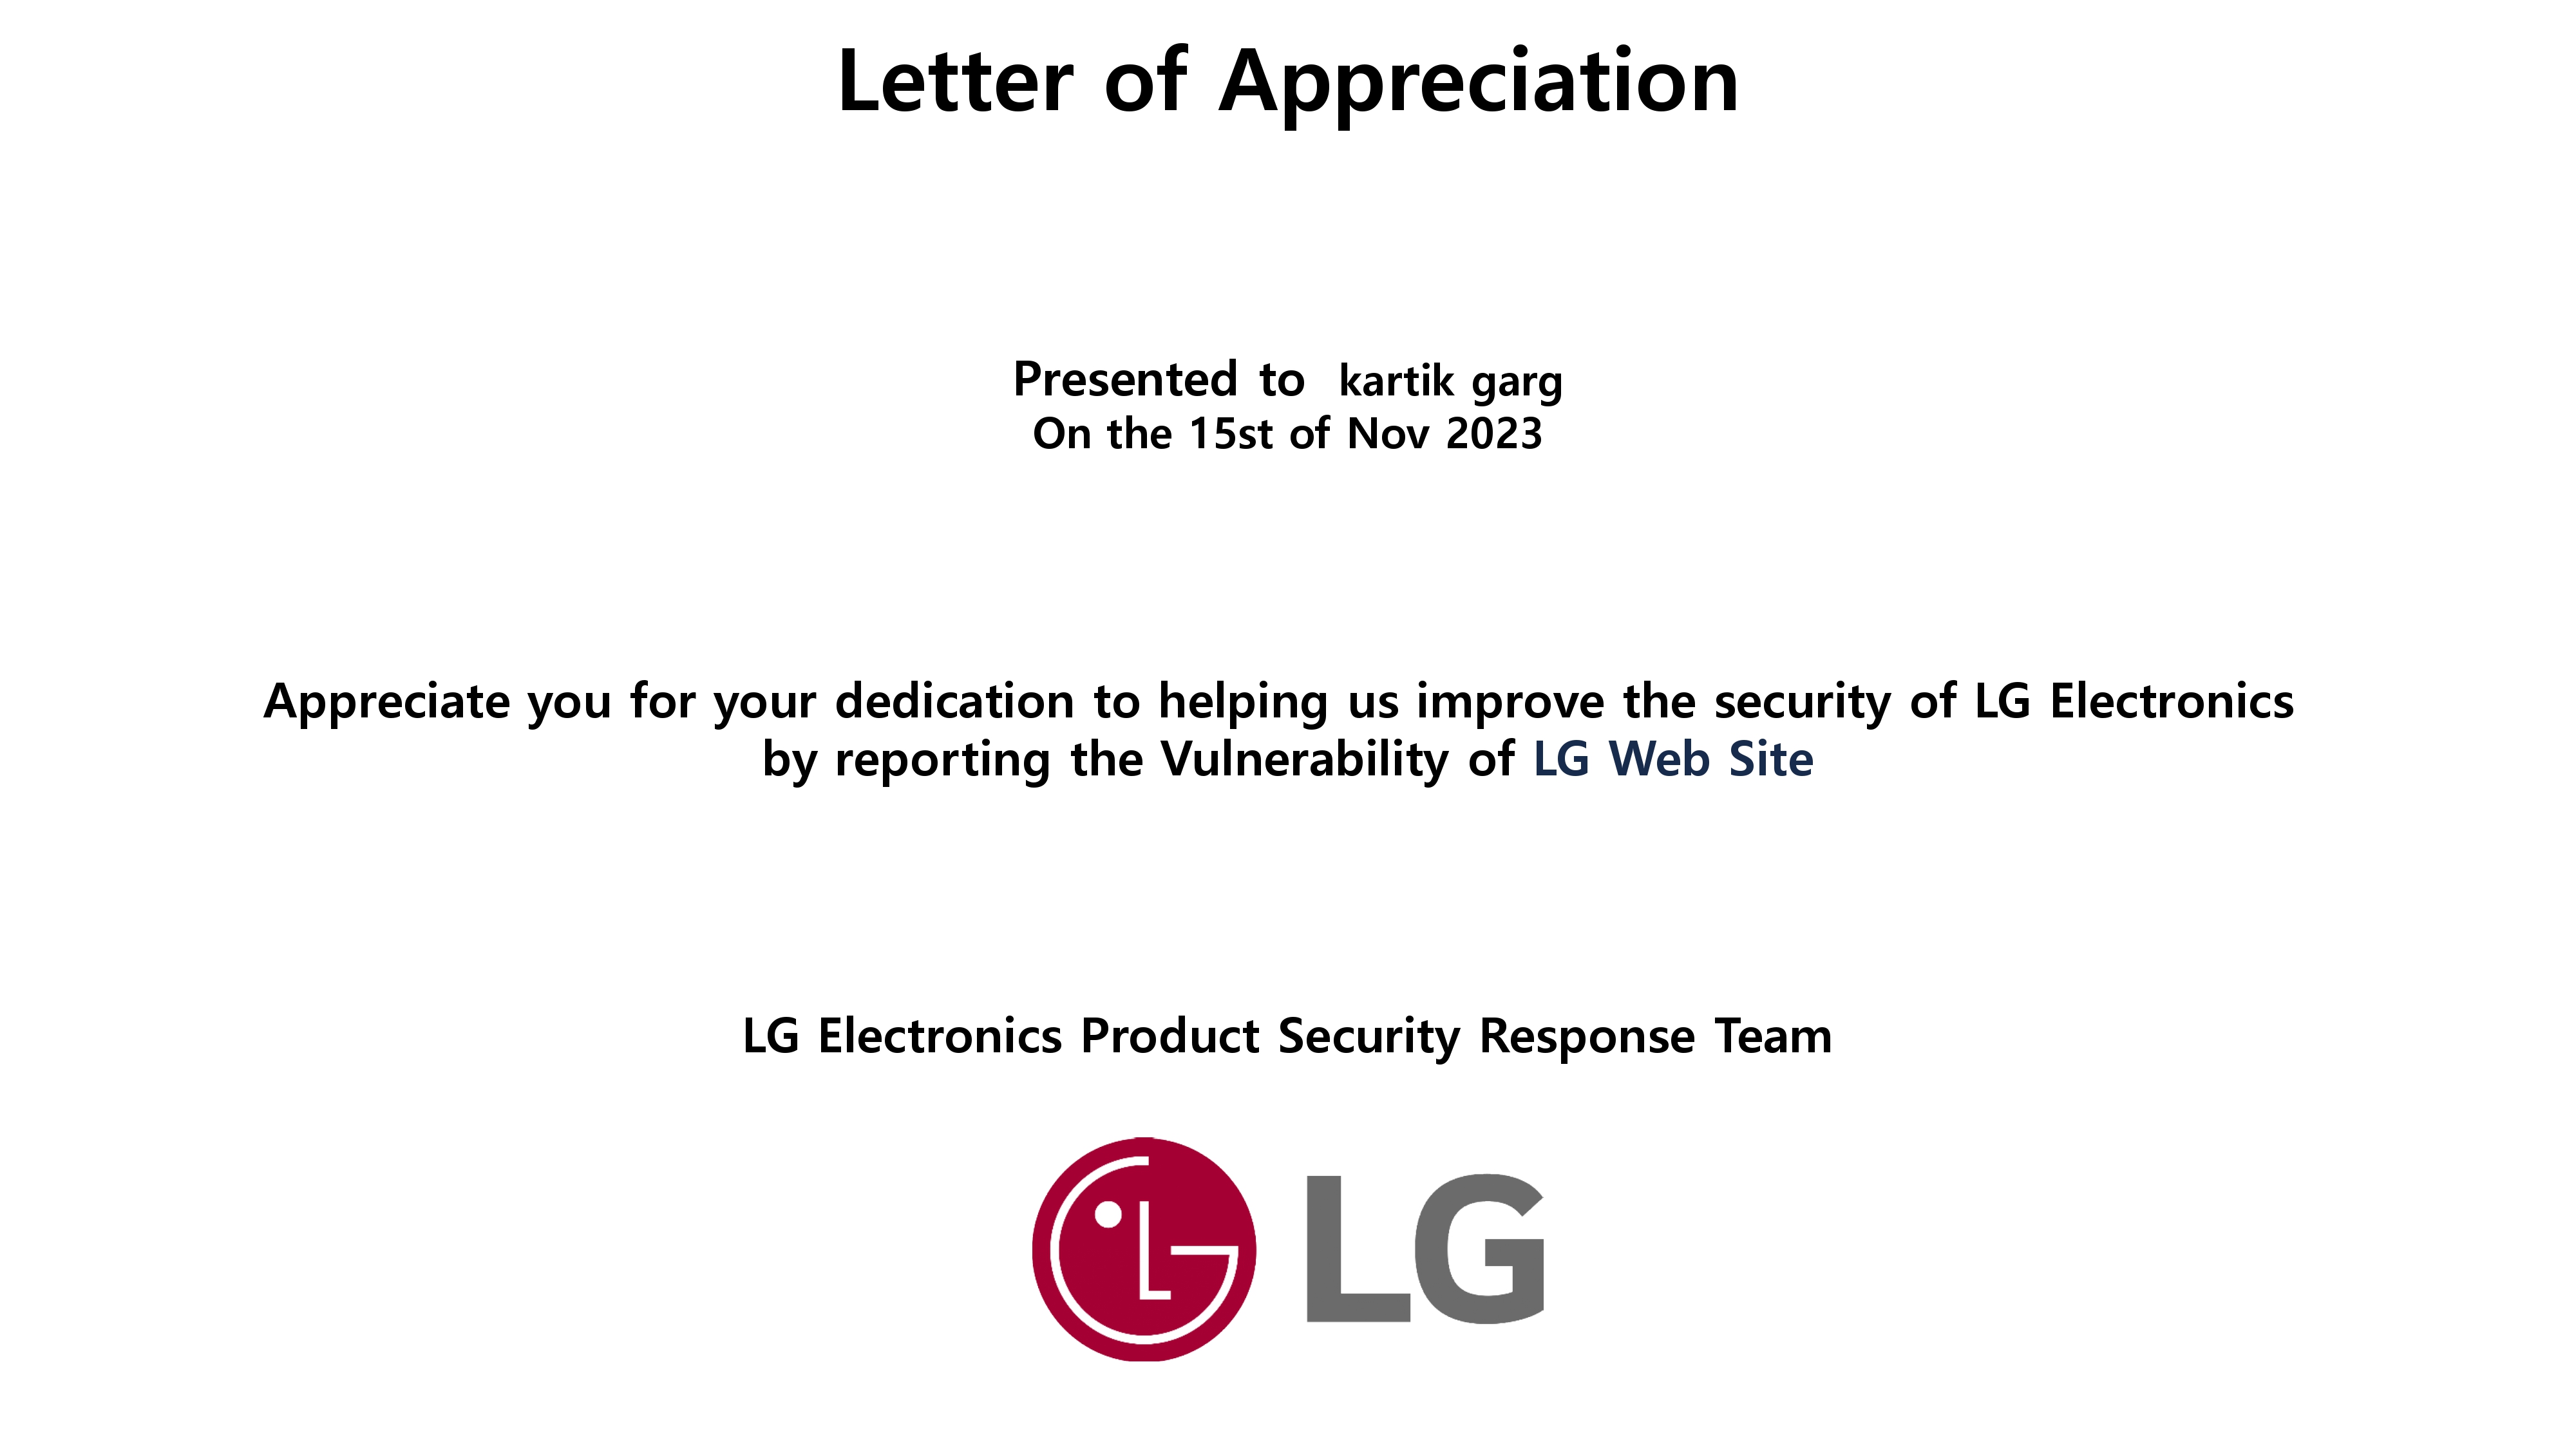 Letter of Appreciation
Presented to kartik garg
On the 15st of Nov 2023
Appreciate you for your dedication to helping us improve the security of LG Electronics
by reporting the Vulnerability of LG Web Site
LG Electronics Product Security Response Team
LG